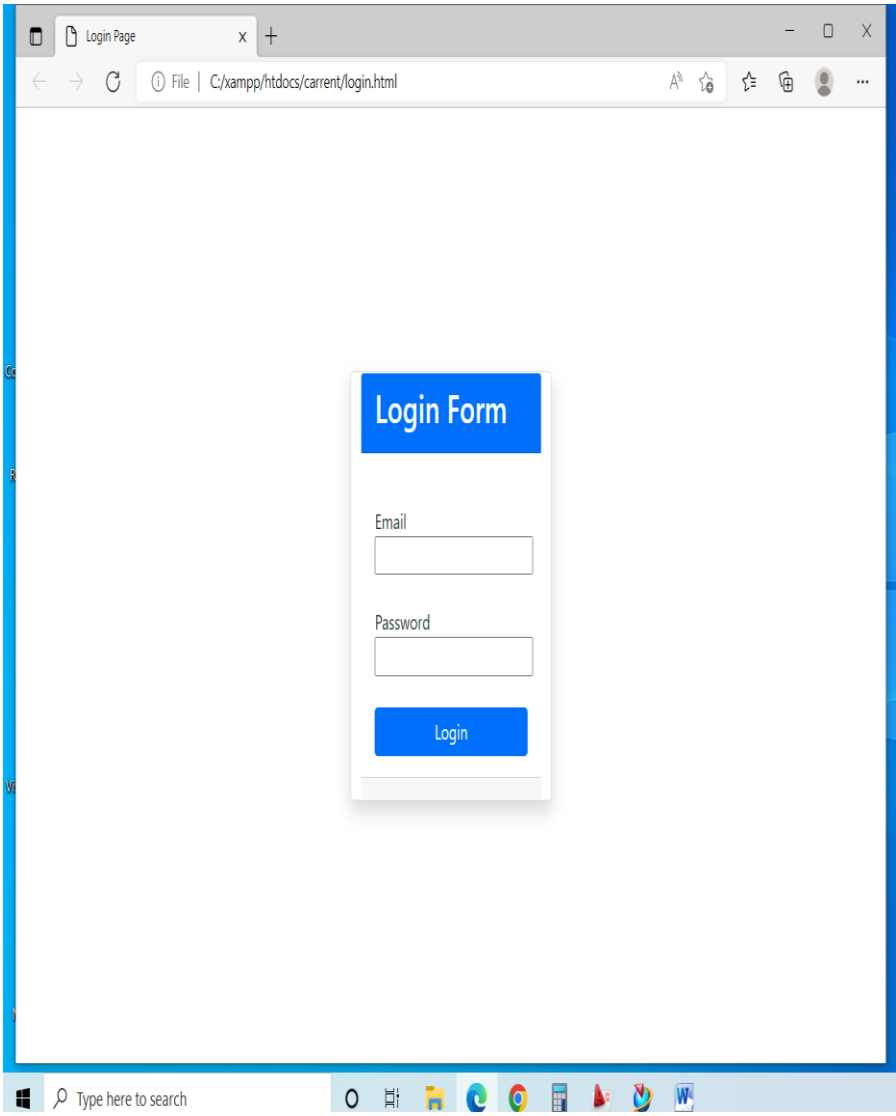 Login Page
File | C:/xampp/htdocs/carrent/login.html
Login Form
Email
Password
Login
Type here to search